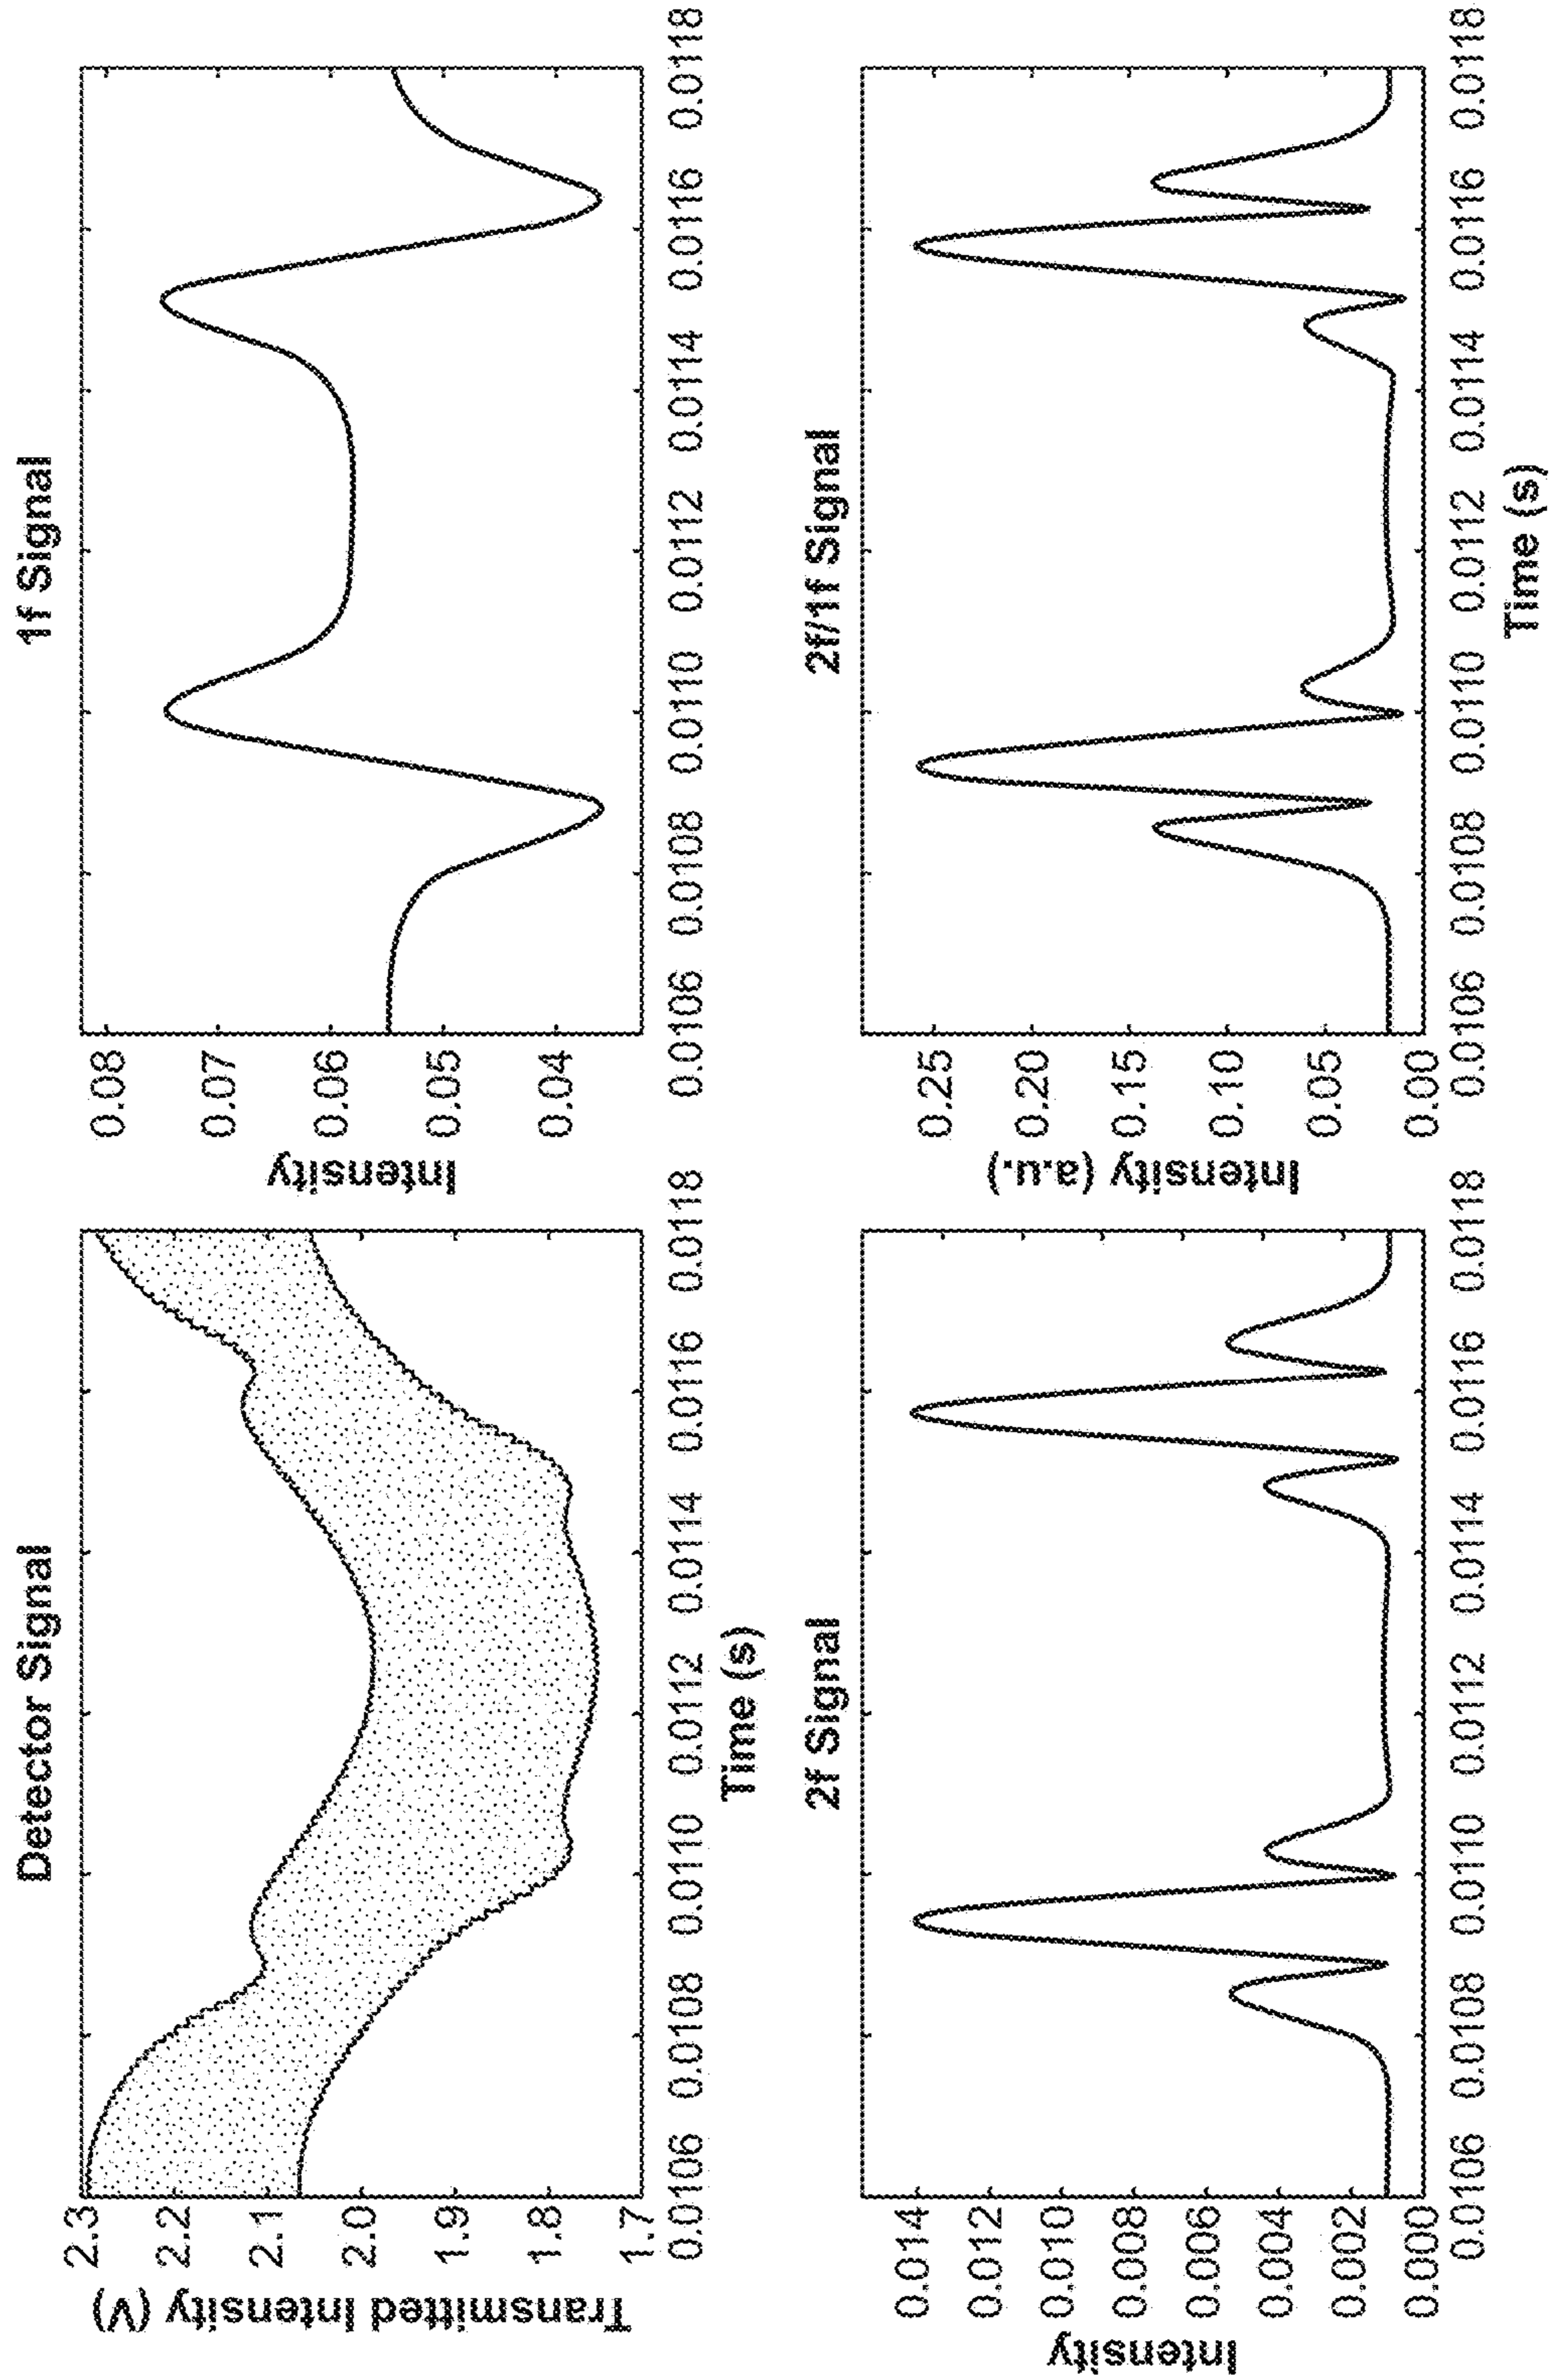 Detector Signal
Transmitted Intensity (V)
2.3
2.2
2.1
2.0
1.9
1.8
1.7
0.0106 0.0108 0.0110 0.0112 0.0114 0.0116 0.0118
Time (s)
1f Signal
Intensity
0.08
0.07
0.06
0.05
0.04
0.0106 0.0108 0.0110 0.0112 0.0114 0.0116 0.0118
2f Signal
Intensity
0.014
0.012
0.010
0.008
0.006
0.004
0.002
0.000
0.0106 0.0108 0.0110 0.0112 0.0114 0.0116 0.0118
2f/1f Signal
Intensity (a.u.)
0.25
0.20
0.15
0.10
0.05
0.00
0.0106 0.0108 0.0110 0.0112 0.0114 0.0116 0.0118
Time (s)